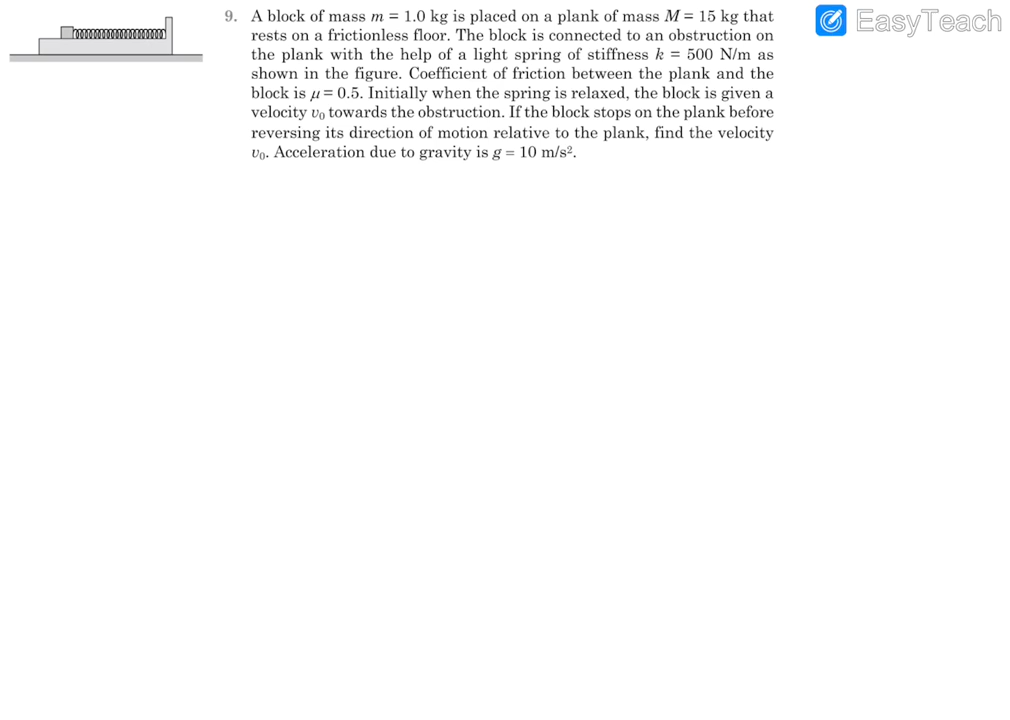 9. A block of mass m = 1.0 kg is placed on a plank of mass M = 15 kg that
rests on a frictionless floor. The block is connected to an obstruction on
the plank with the help of a light spring of stiffness k = 500 N/m as
shown in the figure. Coefficient of friction between the plank and the
block is μ = 0.5. Initially when the spring is relaxed, the block is given a
velocity v₀ towards the obstruction. If the block stops on the plank before
reversing its direction of motion relative to the plank, find the velocity
v₀. Acceleration due to gravity is g = 10 m/s².
EasyTeach